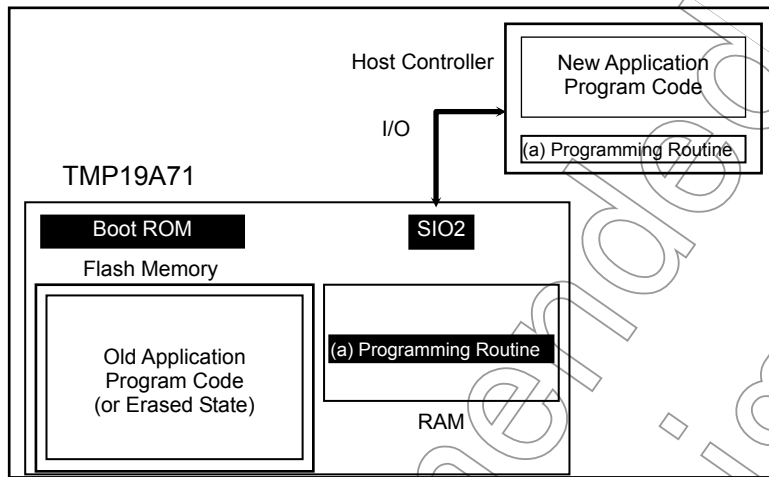 Host Controller
New Application
Program Code
I/O
(a) Programming Routine
TMP19A71
Boot ROM
SIO2
Flash Memory
Old Application
Program Code
(or Erased State)
(a) Programming Routine
RAM